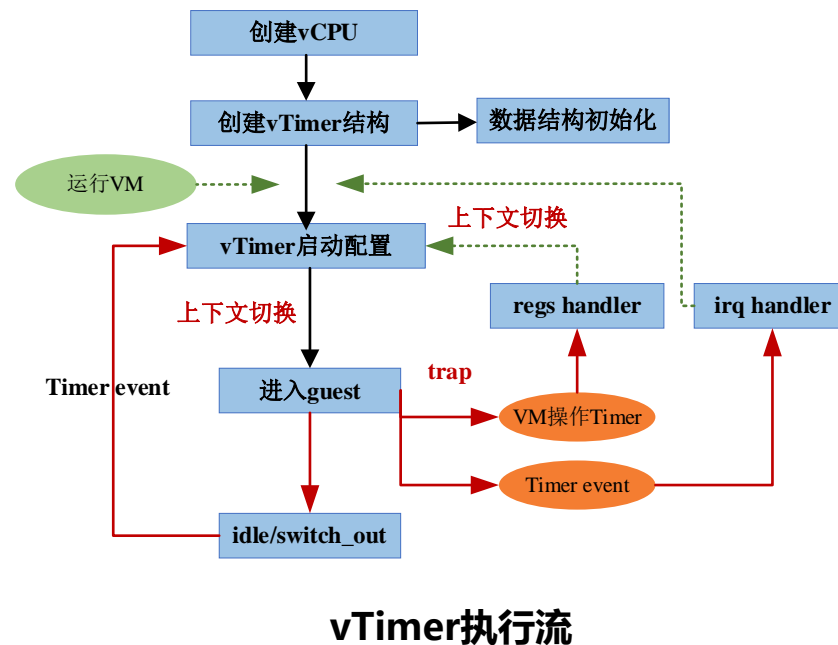 创建vCPU
创建vTimer结构
数据结构初始化
运行VM
上下文切换
vTimer启动配置
上下文切换
regs handler
irq handler
Timer event
trap
进入guest
VM操作Timer
Timer event
idle/switch_out
vTimer执行流